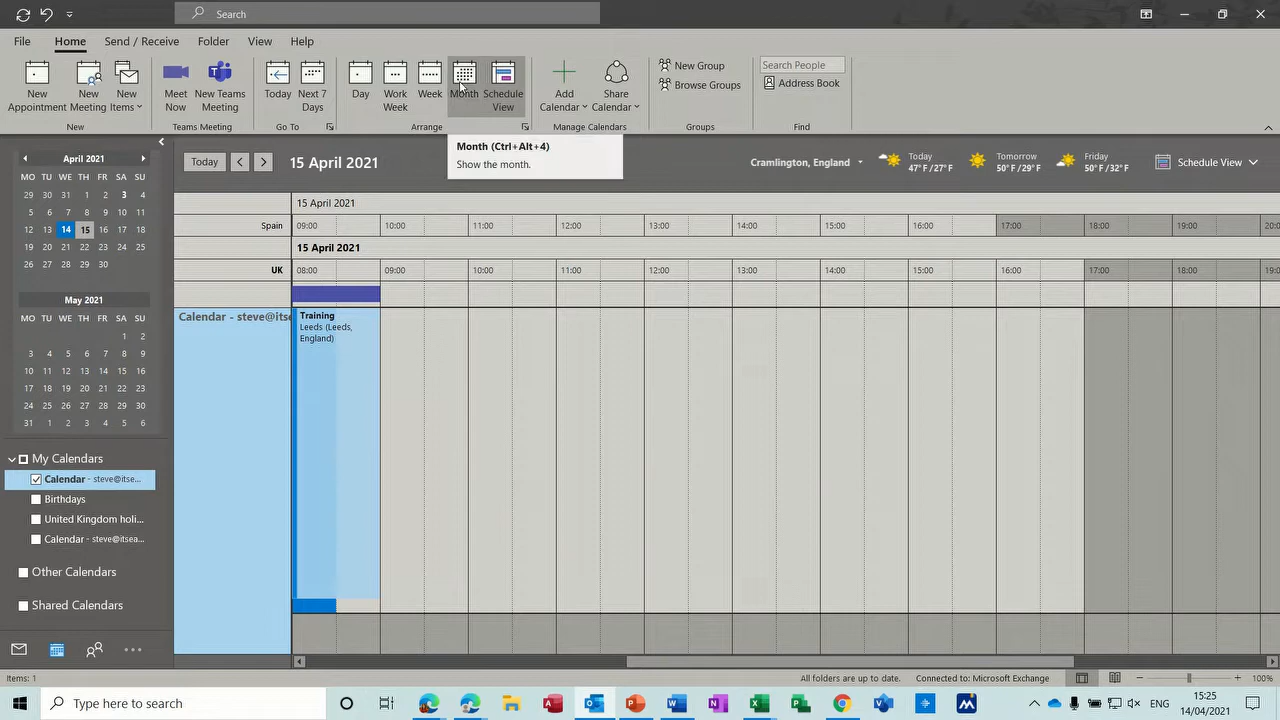 Search
File Home Send / Receive Folder View Help
New Appointment
New Meeting
New Items
New
Meet Now
New Teams Meeting
Teams Meeting
Today
Next 7 Days
Go To
Day
Work Week
Week
Month
Schedule View
Arrange
Add Calendar
Share Calendar
Manage Calendars
New Group
Browse Groups
Groups
Search People
Address Book
Find
Month (Ctrl+Alt+4)
Show the month.
April 2021
MO TU WE TH FR SA SU
29 30 31 1 2 3 4
5 6 7 8 9 10 11
12 13 14 15 16 17 18
19 20 21 22 23 24 25
26 27 28 29 30
May 2021
MO TU WE TH FR SA SU
1 2
3 4 5 6 7 8 9
10 11 12 13 14 15 16
17 18 19 20 21 22 23
24 25 26 27 28 29 30
31 1 2 3 4 5 6
My Calendars
Calendar - steve@itse...
Birthdays
United Kingdom holi...
Calendar - steve@itsea...
Other Calendars
Shared Calendars
Today
15 April 2021
Cramlington, England
Today 47°F/27°F
Tomorrow 50°F/29°F
Friday 50°F/32°F
Schedule View
15 April 2021
Spain 09:00 10:00 11:00 12:00 13:00 14:00 15:00 16:00 17:00 18:00 19:00 20:0
15 April 2021
UK 08:00 09:00 10:00 11:00 12:00 13:00 14:00 15:00 16:00 17:00 18:00 19:0
Calendar - steve@itse
Training
Leeds (Leeds,
England)
Items: 1
All folders are up to date.
Connected to: Microsoft Exchange
100%
Type here to search
ENG
15:25
14/04/2021